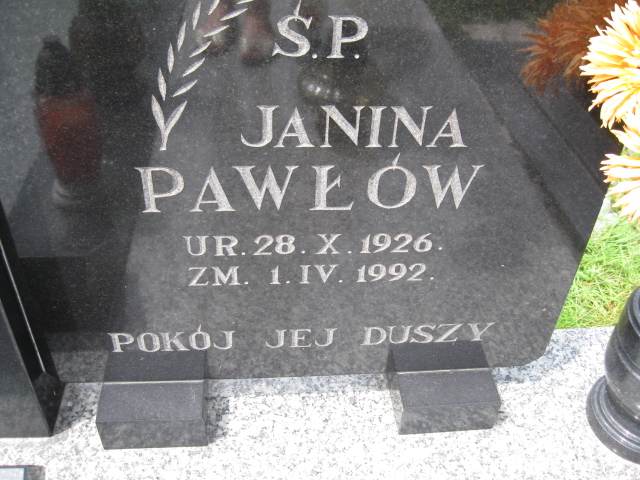 Ś.P.
JANINA
PAWŁÓW
UR. 28. X. 1926.
ZM. 1. IV. 1992.
POKÓJ JEJ DUSZY